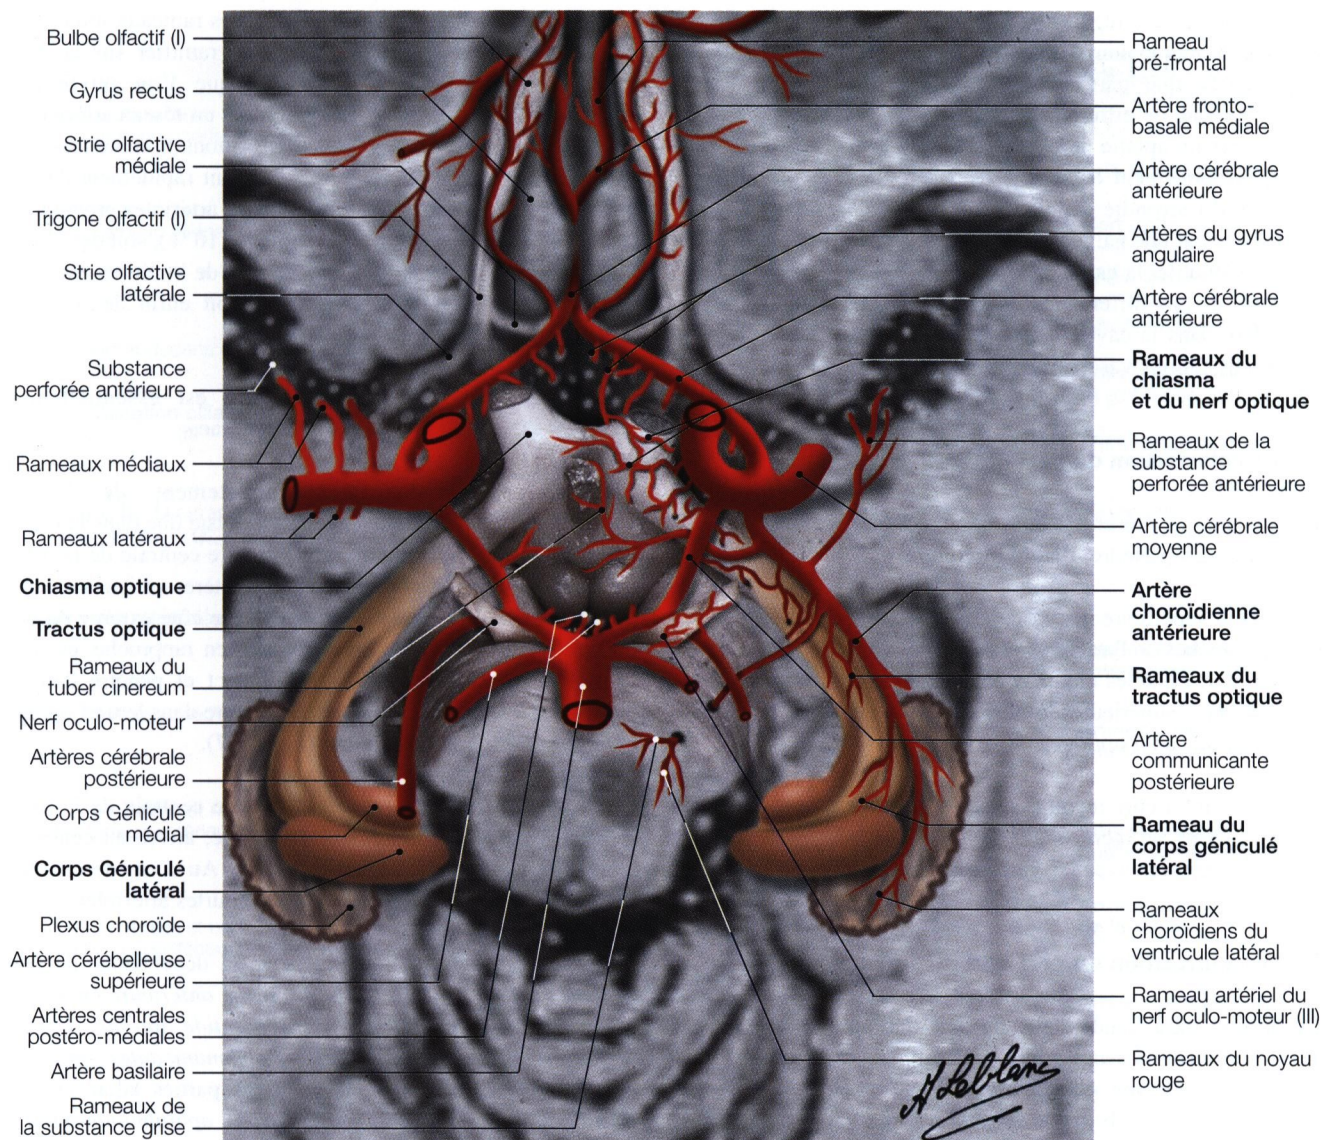 Bulbe olfactif (I)
Gyrus rectus
Strie olfactive
médiale
Trigone olfactif (I)
Strie olfactive
latérale
Substance
perforée antérieure
Rameaux médiaux
Rameaux latéraux
Chiasma optique
Tractus optique
Rameaux du
tuber cinereum
Nerf oculo-moteur
Artères cérébrale
postérieure
Corps Géniculé
médial
Corps Géniculé
latéral
Plexus choroïde
Artère cérébelleuse
supérieure
Artères centrales
postéro-médiales
Artère basilaire
Rameaux de
la substance grise
Rameau
pré-frontal
Artère fronto-
basale médiale
Artère cérébrale
antérieure
Artères du gyrus
angulaire
Artère cérébrale
antérieure
Rameaux du
chiasma
et du nerf optique
Rameaux de la
substance
perforée antérieure
Artère cérébrale
moyenne
Artère
choroïdienne
antérieure
Rameaux du
tractus optique
Artère
communicante
postérieure
Rameau du
corps géniculé
latéral
Rameaux
choroïdiens du
ventricule latéral
Rameau artériel du
nerf oculo-moteur (III)
Rameaux du noyau
rouge
A Leblanc